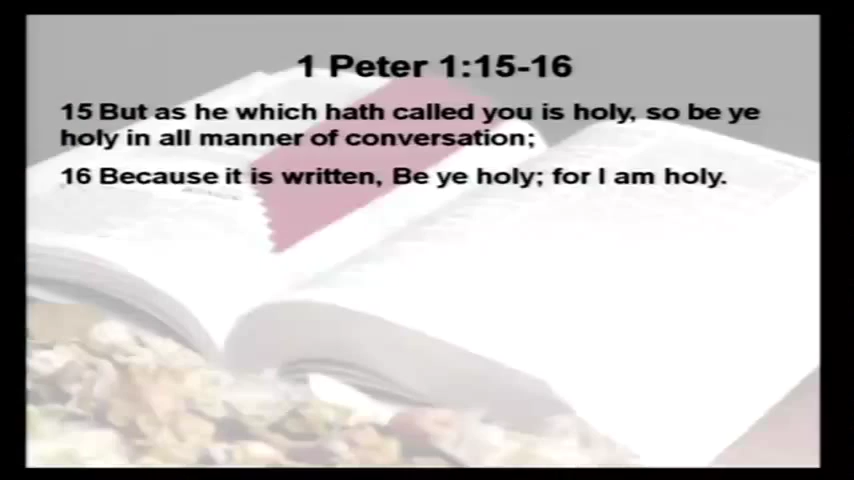 1 Peter 1:15-16
15 But as he which hath called you is holy, so be ye
holy in all manner of conversation;
16 Because it is written, Be ye holy; for I am holy.